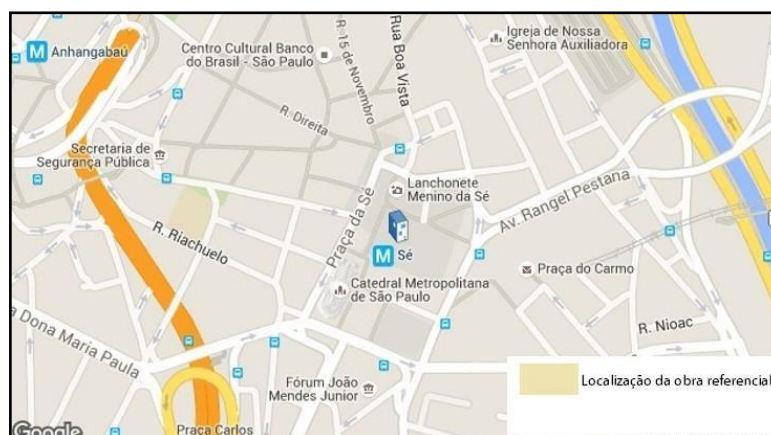 M Anhangabaú
Centro Cultural Banco
do Brasil - São Paulo
R. 15 de Novembro
Rua Boa Vista
Igreja de Nossa
Senhora Auxiliadora
R. Direita
Secretaria de
Segurança Pública
Lanchonete
Menino da Sé
Praça da Sé
Av. Rangel Pestana
R. Riachuelo
M Sé
Praça do Carmo
Catedral Metropolitana
de São Paulo
a Dona Maria Paula
R. Nioac
Fórum João
Mendes Junior
Localização da obra referencial
Praça Carlos
Google